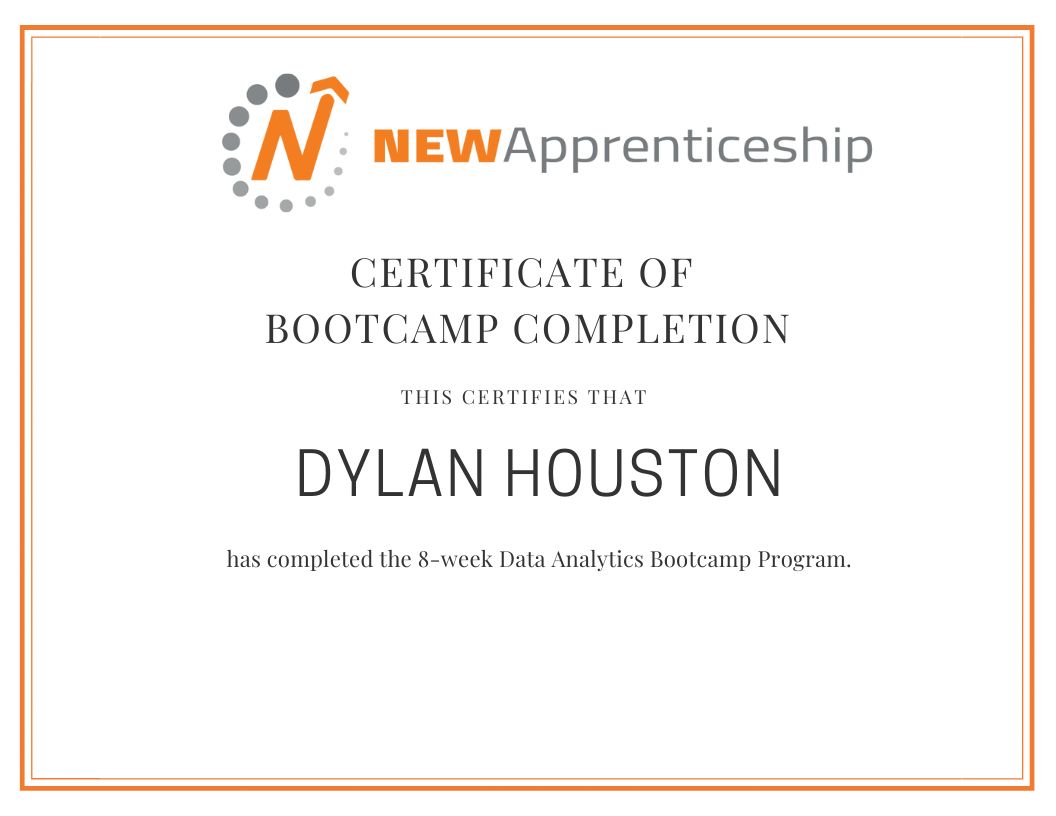 N
NEWApprenticeship
CERTIFICATE OF
BOOTCAMP COMPLETION
THIS CERTIFIES THAT
DYLAN HOUSTON
has completed the 8-week Data Analytics Bootcamp Program.